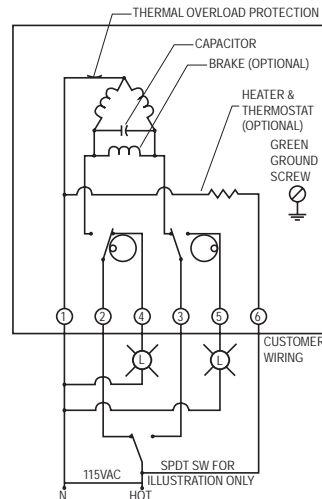 THERMAL OVERLOAD PROTECTION
CAPACITOR
BRAKE (OPTIONAL)
HEATER &
THERMOSTAT
(OPTIONAL)
GREEN
GROUND
SCREW
1 2 4 3 5 6
CUSTOMER
WIRING
L L
115VAC
SPDT SW FOR
ILLUSTRATION ONLY
N HOT